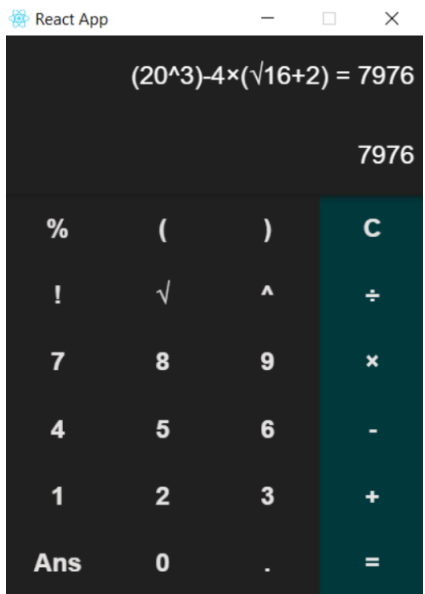 React App
(20^3)-4×(√16+2) = 7976
7976
% ( ) C
! √ ^ ÷
7 8 9 ×
4 5 6 -
1 2 3 +
Ans 0 . =